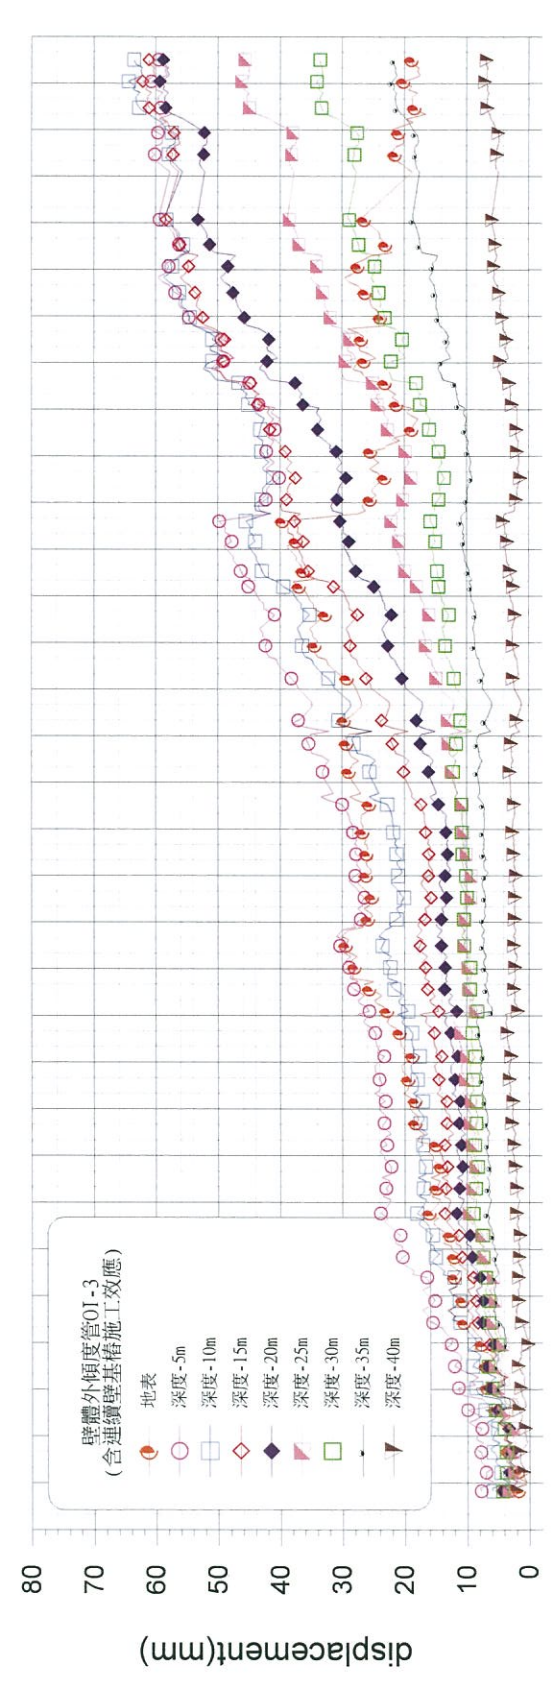 壁體外傾度管OI-3
(含連續壁基樁施工效應)
地表
深度-5m
深度-10m
深度-15m
深度-20m
深度-25m
深度-30m
深度-35m
深度-40m
80
70
60
50
40
30
20
10
0
displacement(mm)